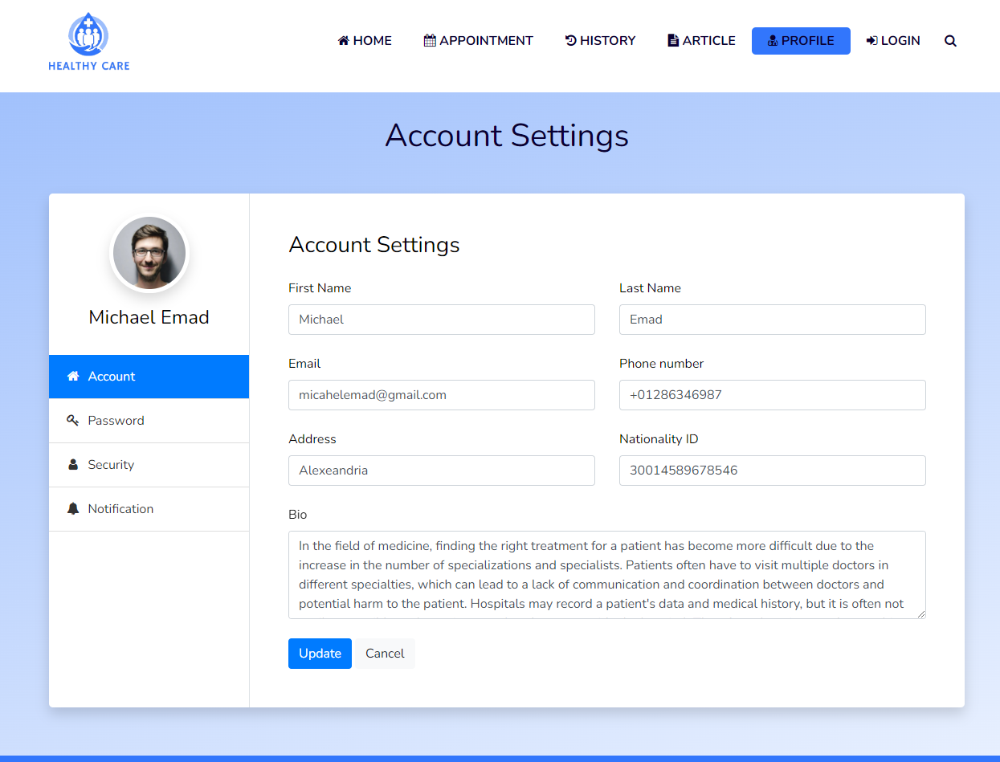 HOME APPOINTMENT HISTORY ARTICLE PROFILE LOGIN
HEALTHY CARE
Account Settings
Michael Emad
Account
Password
Security
Notification
Account Settings
First Name
Michael
Last Name
Emad
Email
micahelemad@gmail.com
Phone number
+01286346987
Address
Alexeandria
Nationality ID
30014589678546
Bio
In the field of medicine, finding the right treatment for a patient has become more difficult due to the
increase in the number of specializations and specialists. Patients often have to visit multiple doctors in
different specialties, which can lead to a lack of communication and coordination between doctors and
potential harm to the patient. Hospitals may record a patient's data and medical history, but it is often not
Update Cancel